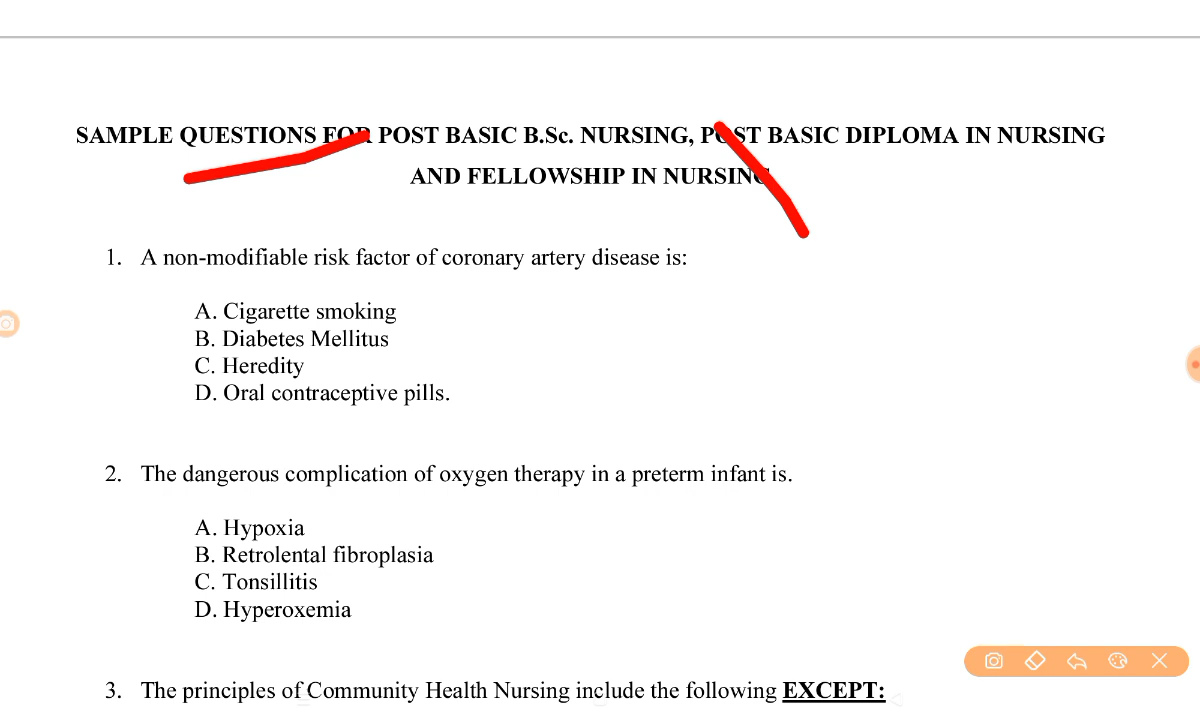 SAMPLE QUESTIONS FOR POST BASIC B.Sc. NURSING, POST BASIC DIPLOMA IN NURSING
AND FELLOWSHIP IN NURSING
1. A non-modifiable risk factor of coronary artery disease is:
A. Cigarette smoking
B. Diabetes Mellitus
C. Heredity
D. Oral contraceptive pills.
2. The dangerous complication of oxygen therapy in a preterm infant is.
A. Hypoxia
B. Retrolental fibroplasia
C. Tonsillitis
D. Hyperoxemia
3. The principles of Community Health Nursing include the following EXCEPT: